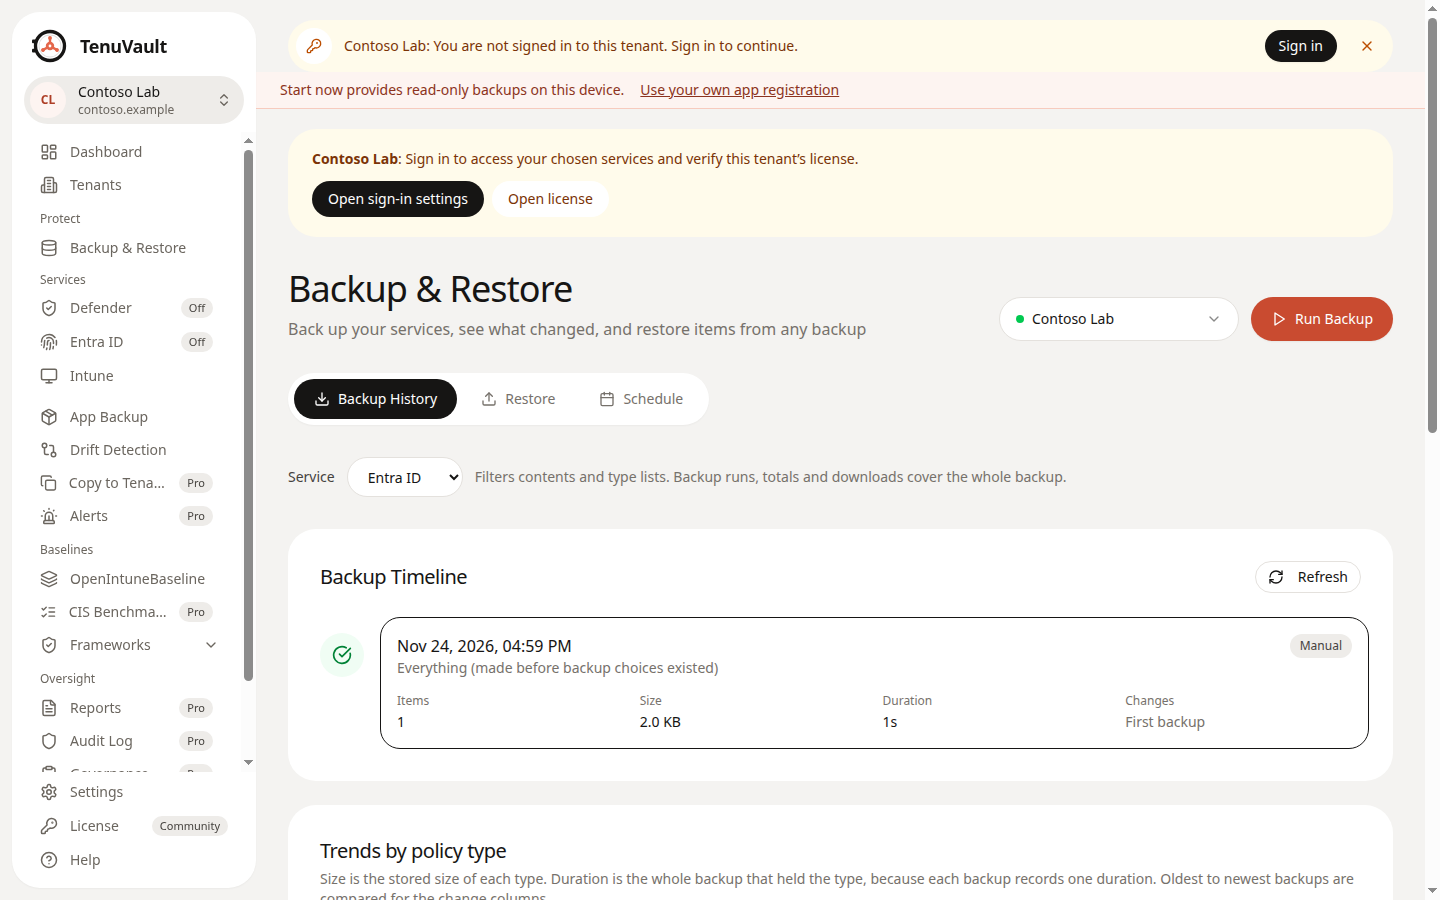 TenuVault
CL
Contoso Lab
contoso.example
Dashboard
Tenants
Protect
Backup & Restore
Services
Defender Off
Entra ID Off
Intune
App Backup
Drift Detection
Copy to Tena... Pro
Alerts Pro
Baselines
OpenIntuneBaseline
CIS Benchma... Pro
Frameworks
Oversight
Reports Pro
Audit Log Pro
Settings
License Community
Help
Contoso Lab: You are not signed in to this tenant. Sign in to continue.
Sign in
Start now provides read-only backups on this device. Use your own app registration
Contoso Lab: Sign in to access your chosen services and verify this tenant's license.
Open sign-in settings Open license
Backup & Restore
Back up your services, see what changed, and restore items from any backup
Contoso Lab
Run Backup
Backup History Restore Schedule
Service Entra ID Filters contents and type lists. Backup runs, totals and downloads cover the whole backup.
Backup Timeline
Refresh
Nov 24, 2026, 04:59 PM
Manual
Everything (made before backup choices existed)
Items Size Duration Changes
1 2.0 KB 1s First backup
Trends by policy type
Size is the stored size of each type. Duration is the whole backup that held the type, because each backup records one duration. Oldest to newest backups are
compared for the change columns.